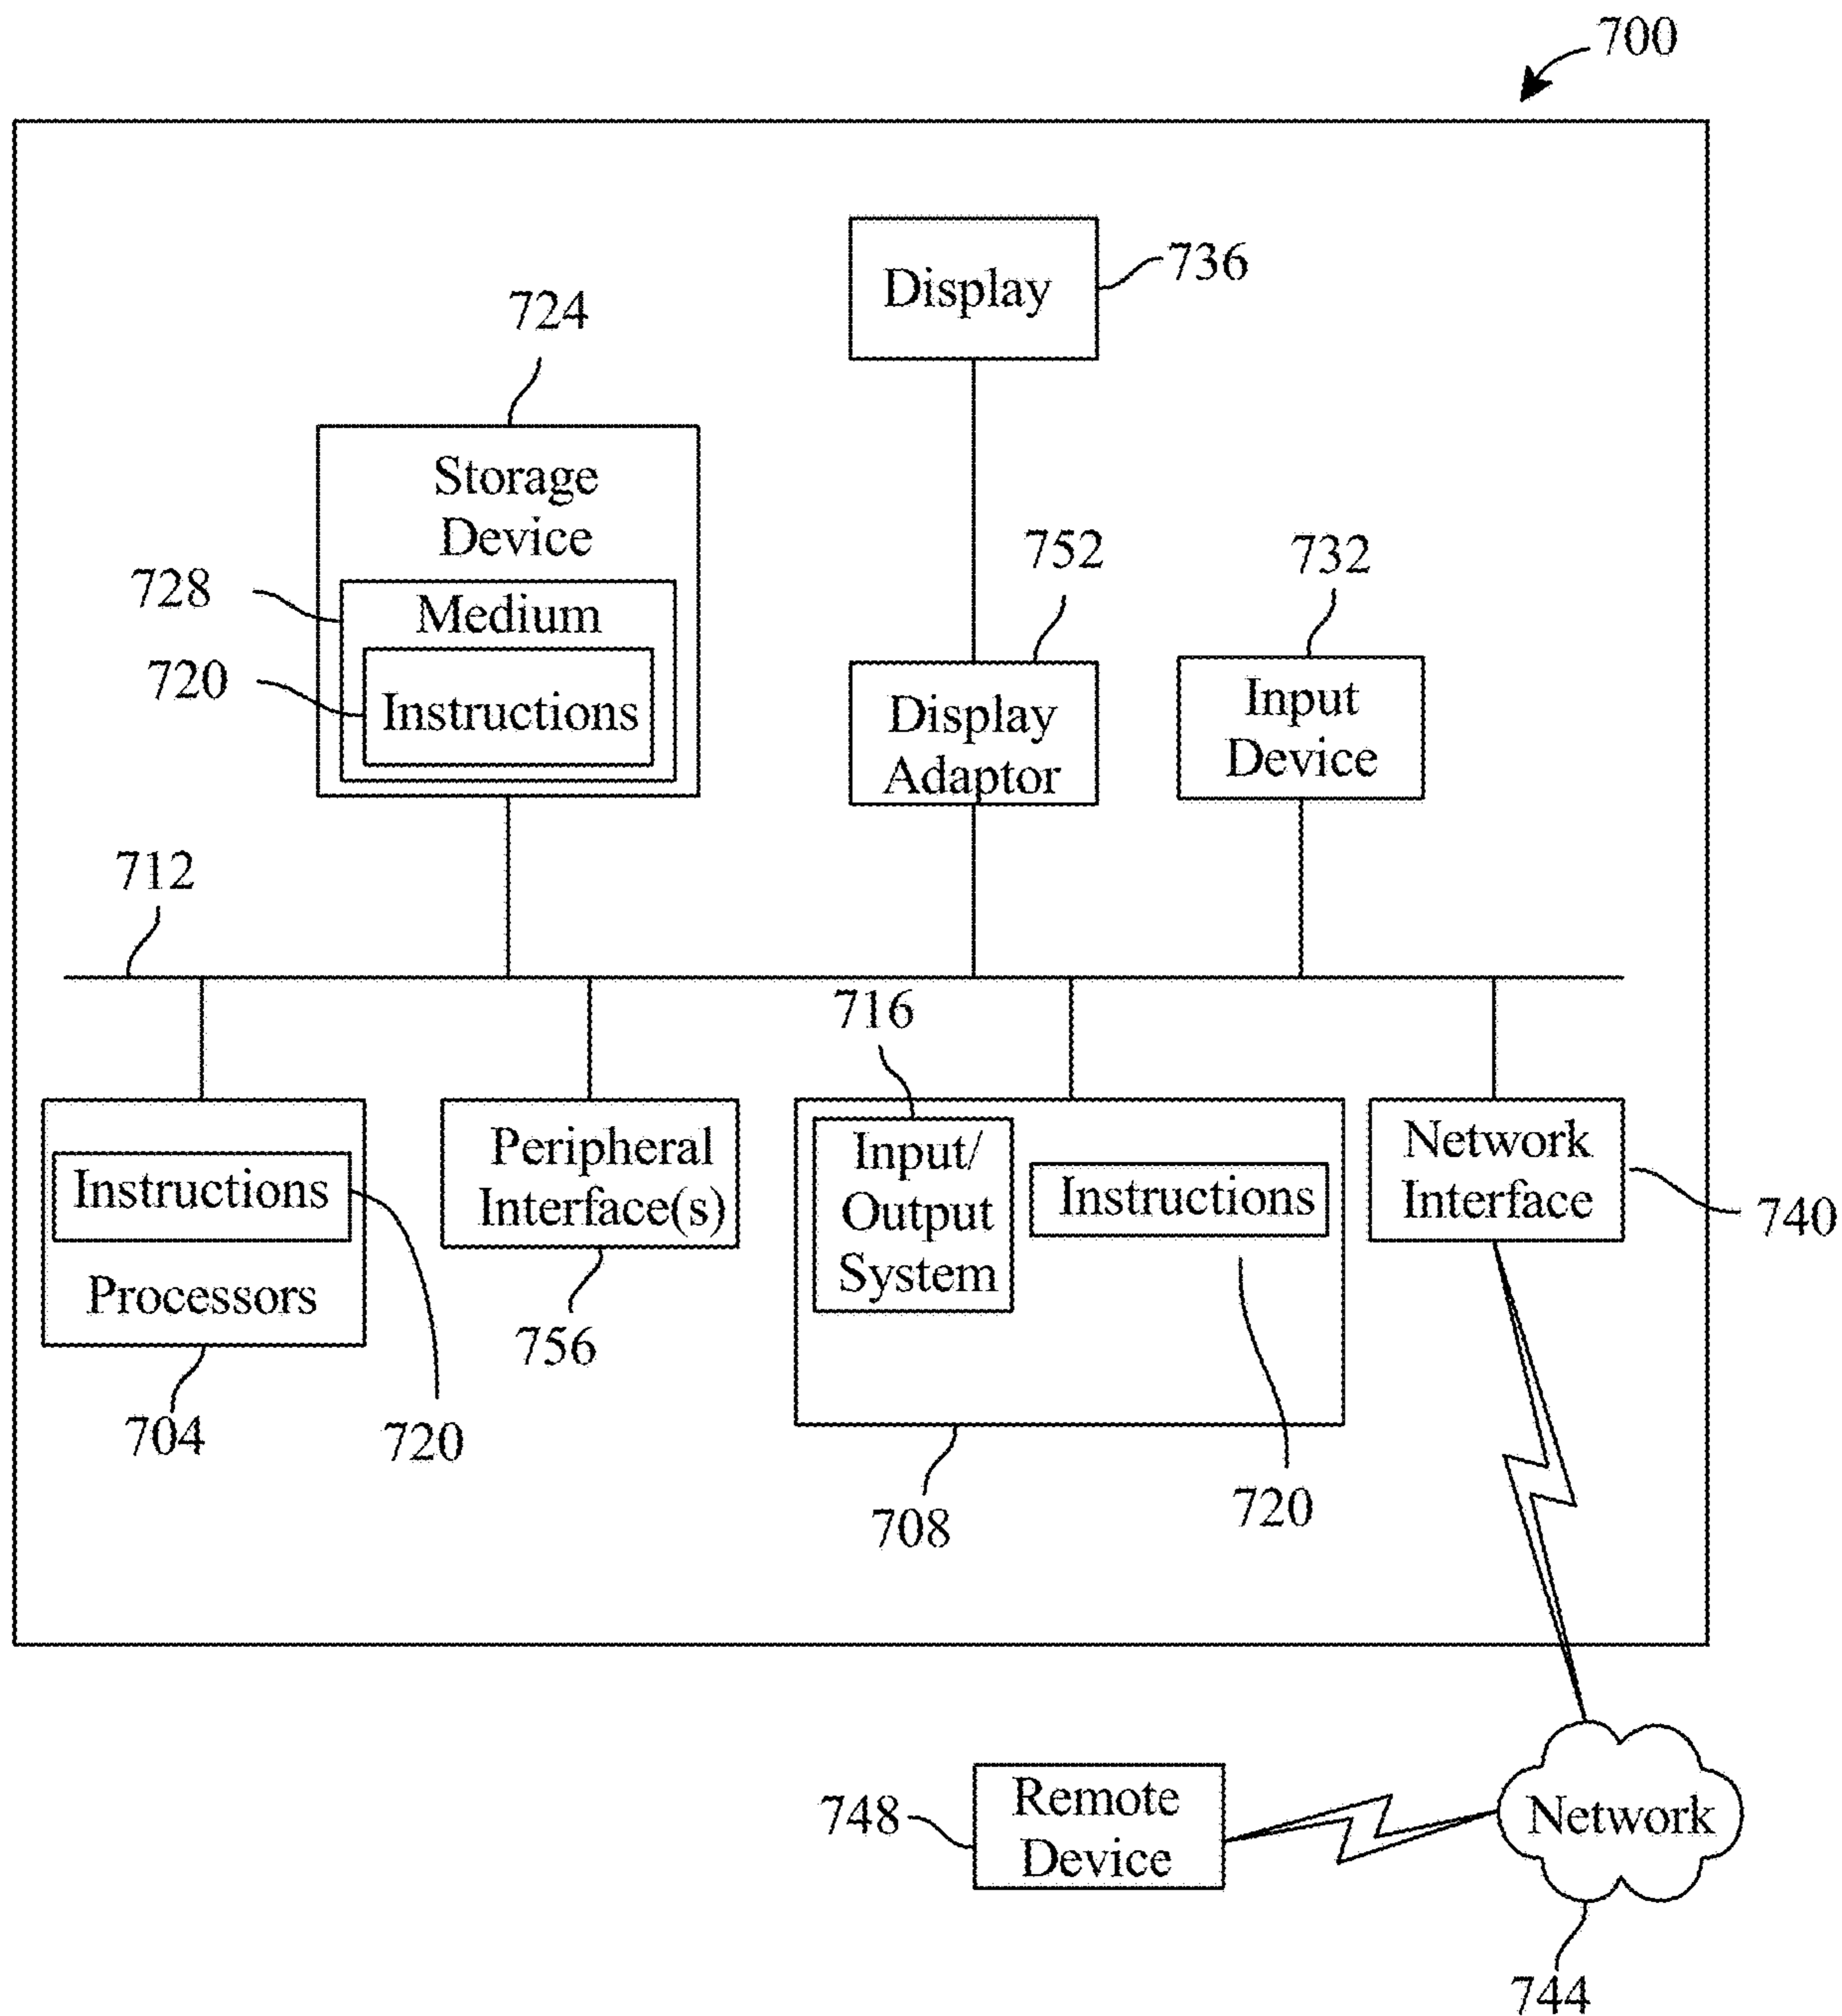 700
Display
736
724
Storage
Device
728
Medium
720
Instructions
752
Display
Adaptor
732
Input
Device
712
716
Instructions
Processors
704
720
Peripheral
Interface(s)
756
Input/
Output
System
Instructions
708
720
Network
Interface
740
748
Remote
Device
Network
744